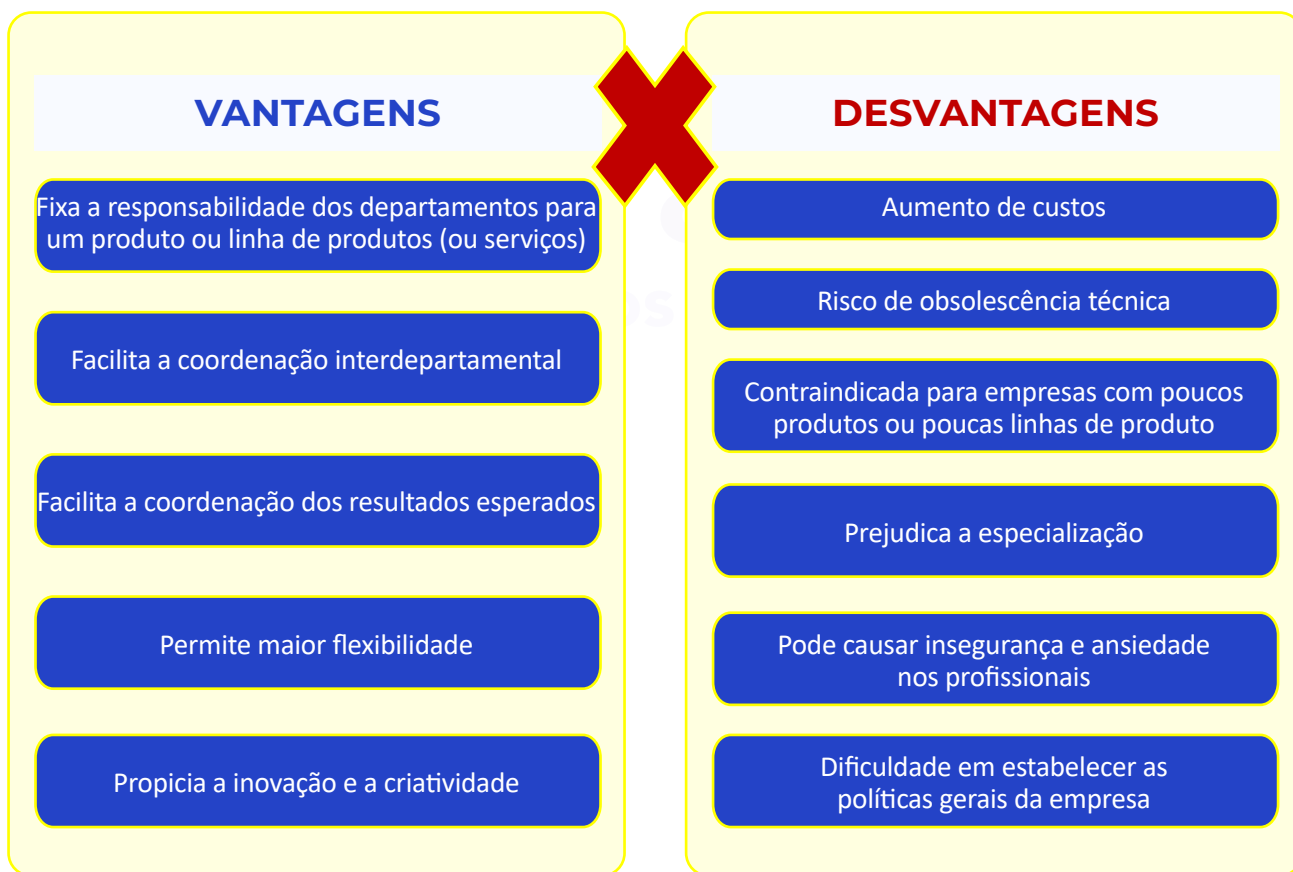 VANTAGENS
Fixa a responsabilidade dos departamentos para
um produto ou linha de produtos (ou serviços)
Facilita a coordenação interdepartamental
Facilita a coordenação dos resultados esperados
Permite maior flexibilidade
Propicia a inovação e a criatividade
DESVANTAGENS
Aumento de custos
Risco de obsolescência técnica
Contraindicada para empresas com poucos
produtos ou poucas linhas de produto
Prejudica a especialização
Pode causar insegurança e ansiedade
nos profissionais
Dificuldade em estabelecer as
políticas gerais da empresa